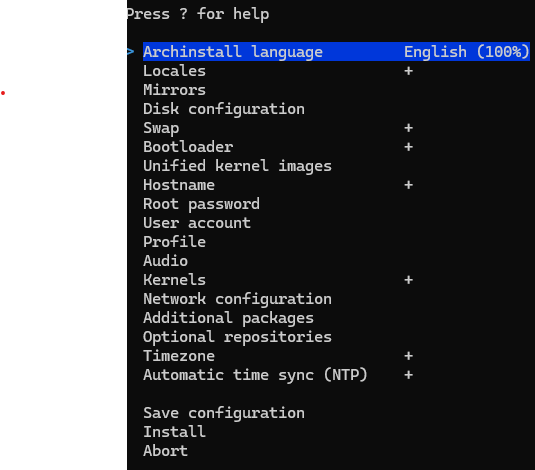 Press ? for help
> Archinstall language English (100%)
Locales +
Mirrors
Disk configuration
Swap +
Bootloader +
Unified kernel images
Hostname +
Root password
User account
Profile
Audio
Kernels +
Network configuration
Additional packages
Optional repositories
Timezone +
Automatic time sync (NTP) +
Save configuration
Install
Abort